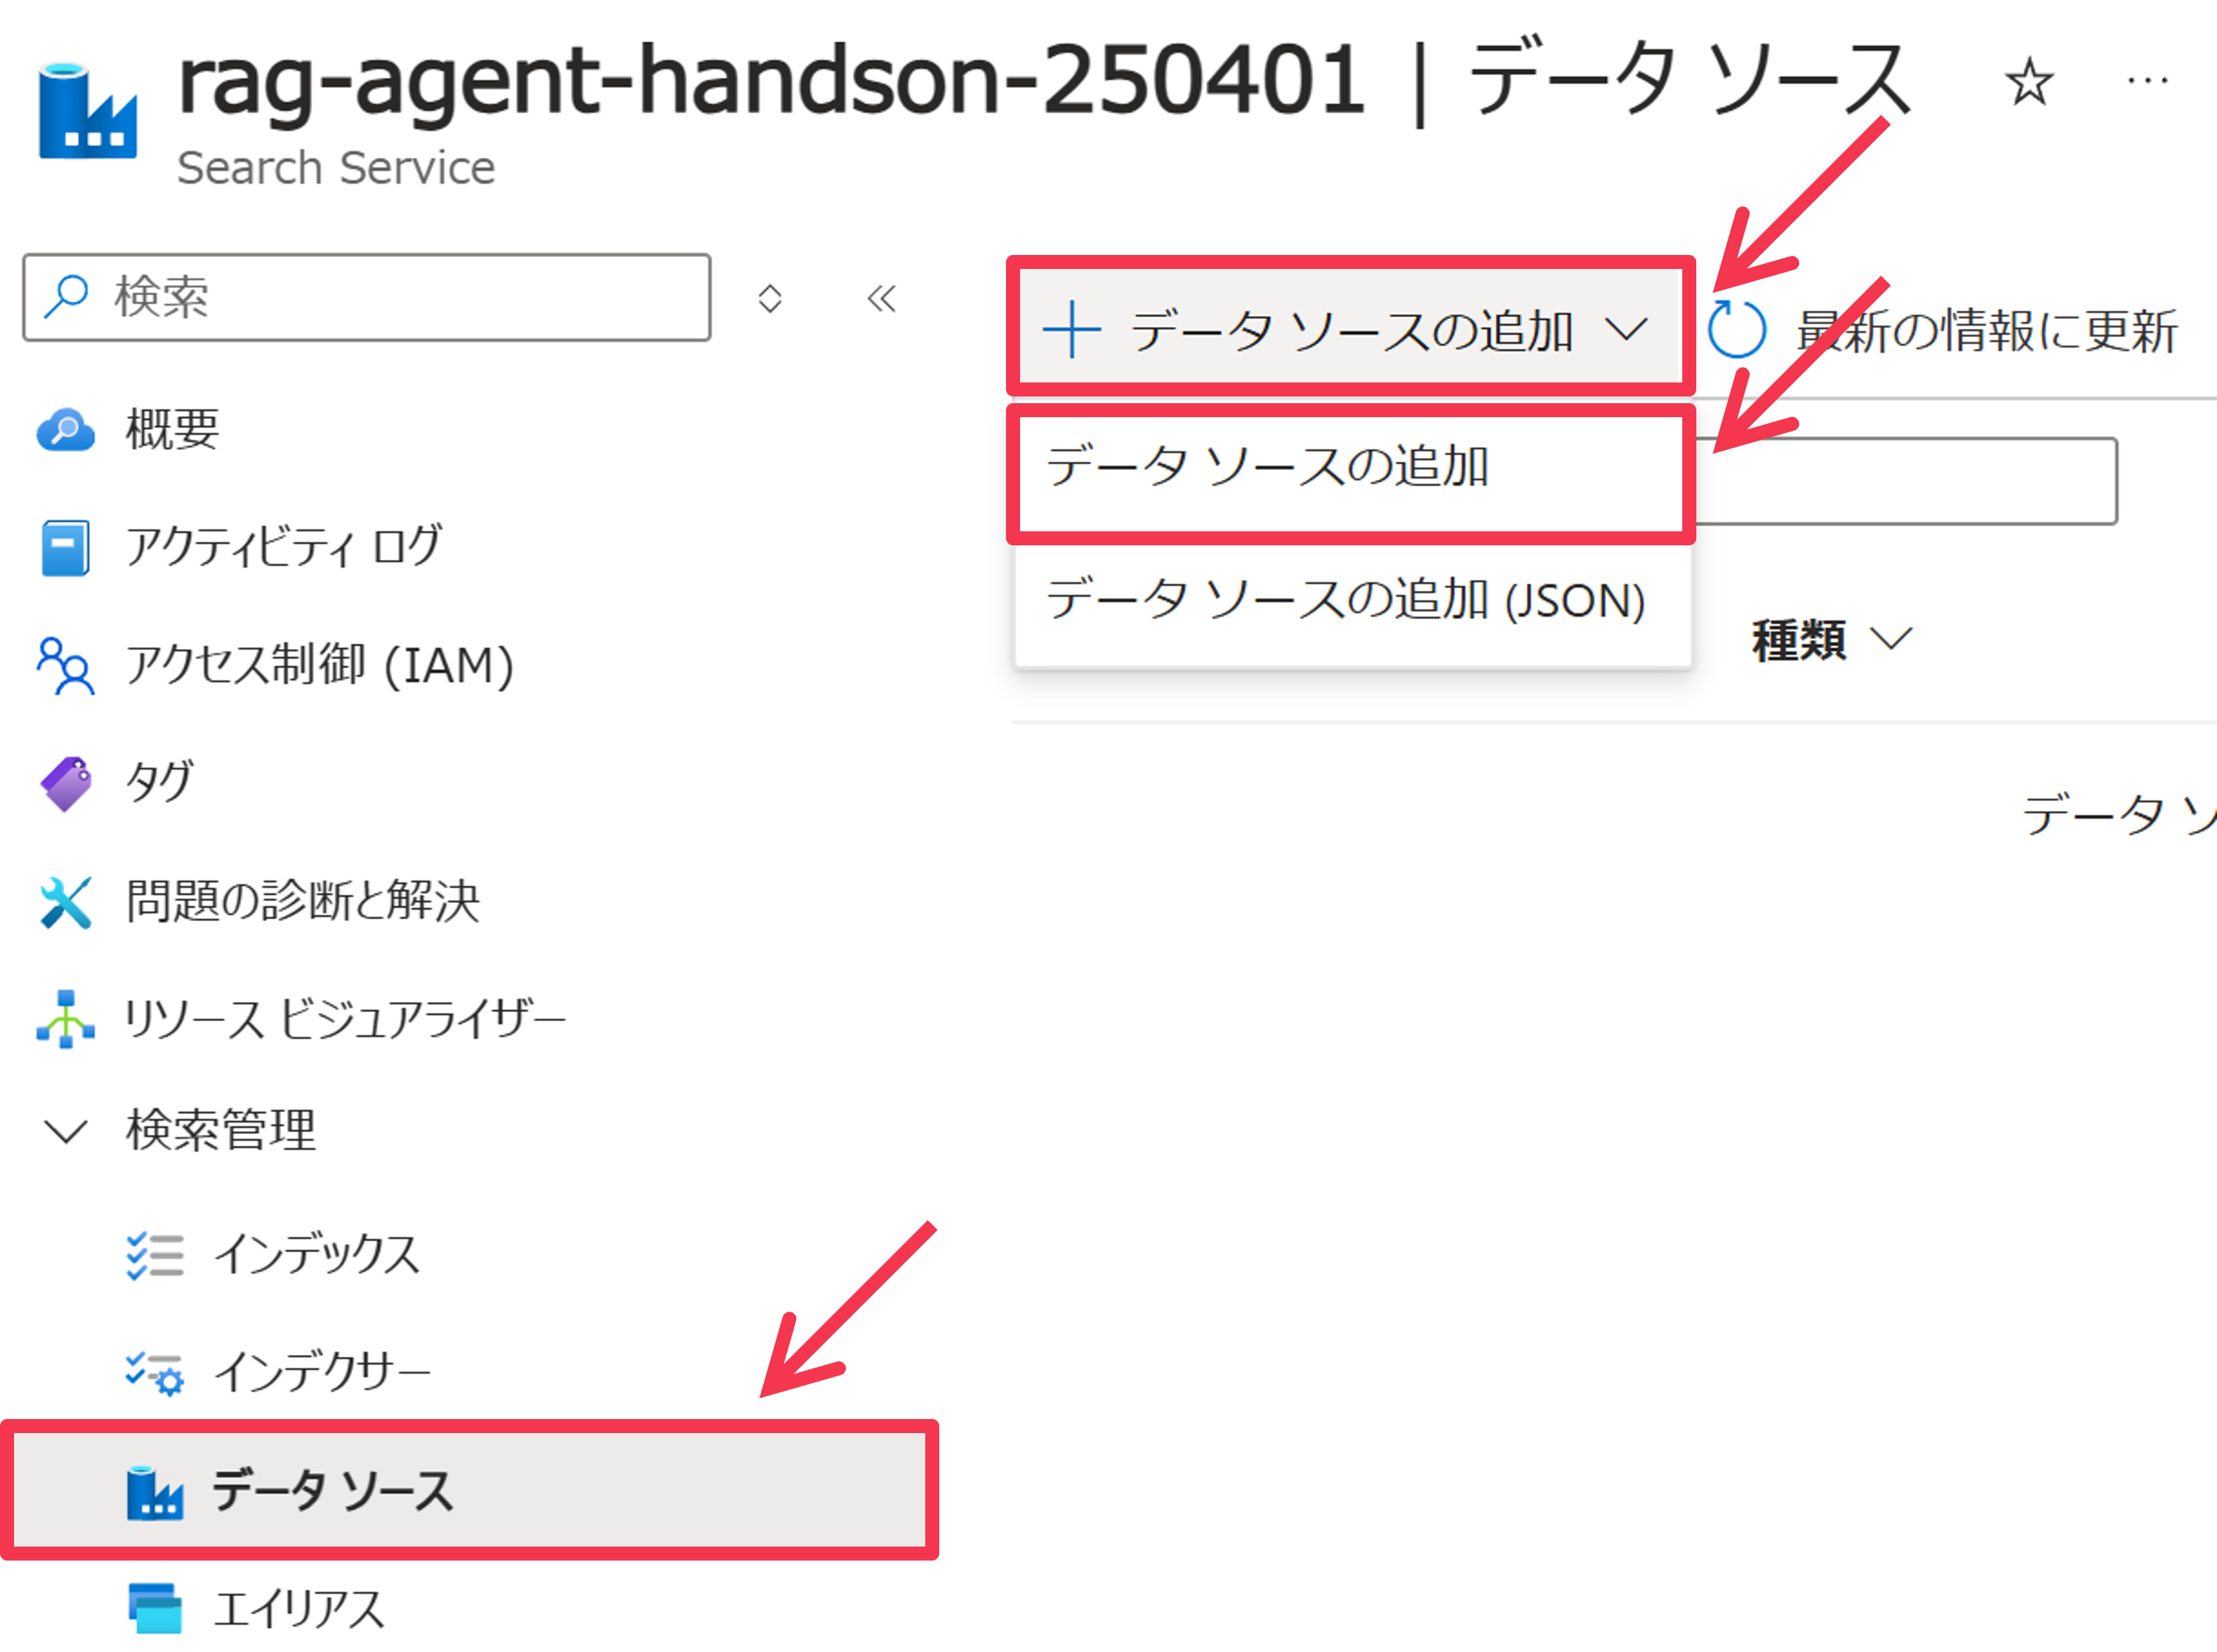 rag-agent-handson-250401 | データ ソース
Search Service
検索
データ ソースの追加
最新の情報に更新
データ ソースの追加
データ ソースの追加 (JSON)
種類
データ ソ
概要
アクティビティ ログ
アクセス制御 (IAM)
タグ
問題の診断と解決
リソース ビジュアライザー
検索管理
インデックス
インデクサー
データ ソース
エイリアス